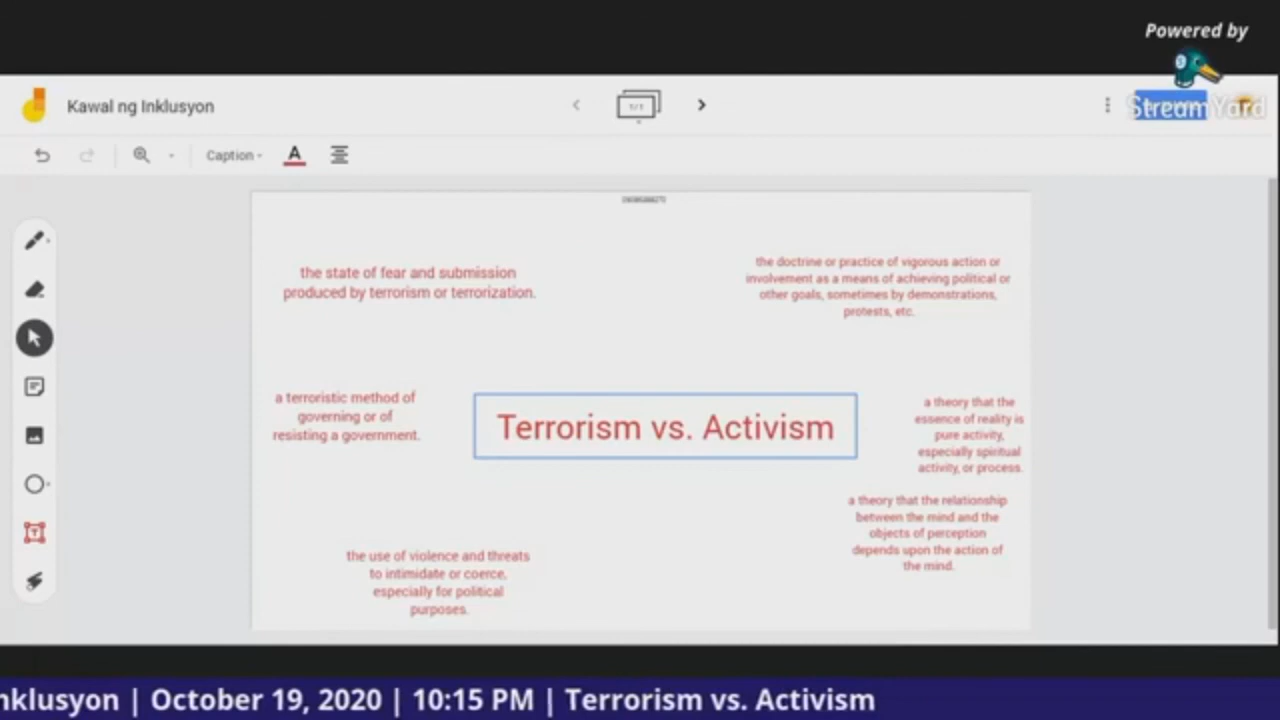 Powered by
StreamYard
Kawal ng Inklusyon
1/1
Caption
A
the state of fear and submission
produced by terrorism or terrorization.
the doctrine or practice of vigorous action or
involvement as a means of achieving political or
other goals, sometimes by demonstrations,
protests, etc.
a terroristic method of
governing or of
resisting a government.
Terrorism vs. Activism
a theory that the
essence of reality is
pure activity,
especially spiritual
activity, or process.
a theory that the relationship
between the mind and the
objects of perception
depends upon the action of
the mind.
the use of violence and threats
to intimidate or coerce,
especially for political
purposes.
nklusyon | October 19, 2020 | 10:15 PM | Terrorism vs. Activism